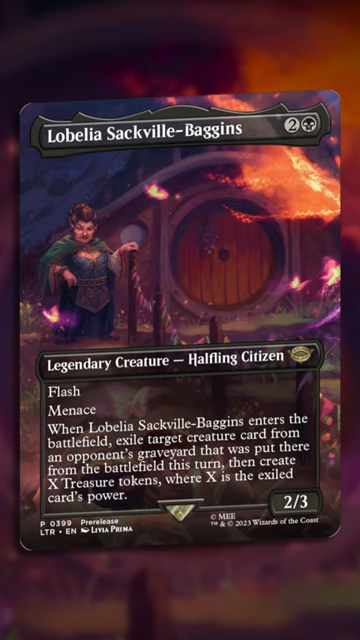 Lobelia Sackville-Baggins 2
Legendary Creature — Halfling Citizen
Flash
Menace
When Lobelia Sackville-Baggins enters the
battlefield, exile target creature card from
an opponent's graveyard that was put there
from the battlefield this turn, then create
X Treasure tokens, where X is the exiled
card's power.
2/3
P 0399 Prerelease © MEE
LTR • EN Livia Prima ™ & © 2023 Wizards of the Coast